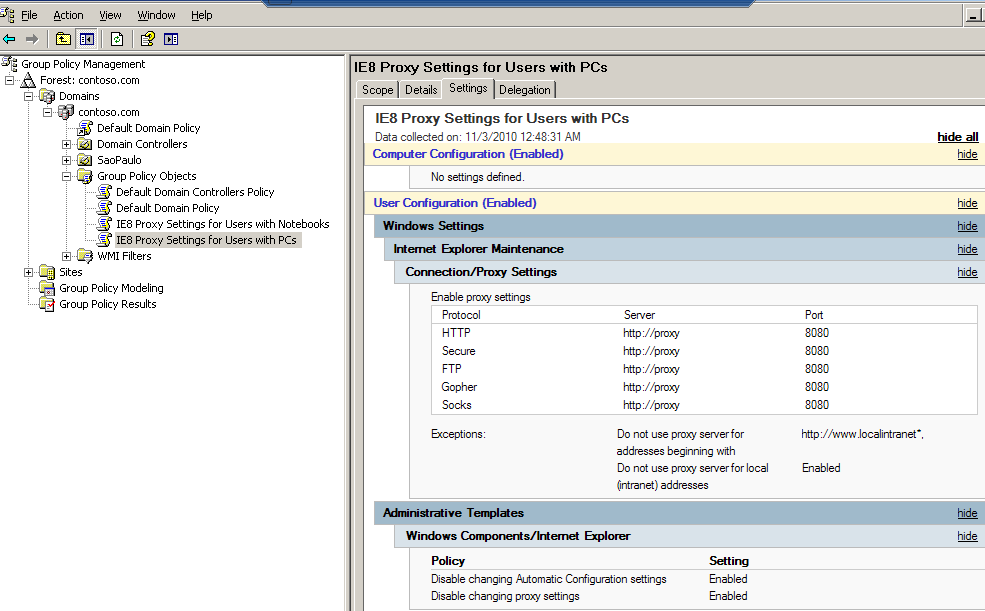 File Action View Window Help
Group Policy Management
Forest: contoso.com
Domains
contoso.com
Default Domain Policy
Domain Controllers
SaoPaulo
Group Policy Objects
Default Domain Controllers Policy
Default Domain Policy
IE8 Proxy Settings for Users with Notebooks
IE8 Proxy Settings for Users with PCs
WMI Filters
Sites
Group Policy Modeling
Group Policy Results
IE8 Proxy Settings for Users with PCs
Scope Details Settings Delegation
IE8 Proxy Settings for Users with PCs
Data collected on: 11/3/2010 12:48:31 AM hide all
Computer Configuration (Enabled) hide
No settings defined.
User Configuration (Enabled) hide
Windows Settings hide
Internet Explorer Maintenance hide
Connection/Proxy Settings hide
Enable proxy settings
Protocol Server Port
HTTP http://proxy 8080
Secure http://proxy 8080
FTP http://proxy 8080
Gopher http://proxy 8080
Socks http://proxy 8080
Exceptions: Do not use proxy server for http://www.localintranet*,
addresses beginning with
Do not use proxy server for local Enabled
(intranet) addresses
Administrative Templates hide
Windows Components/Internet Explorer hide
Policy Setting
Disable changing Automatic Configuration settings Enabled
Disable changing proxy settings Enabled